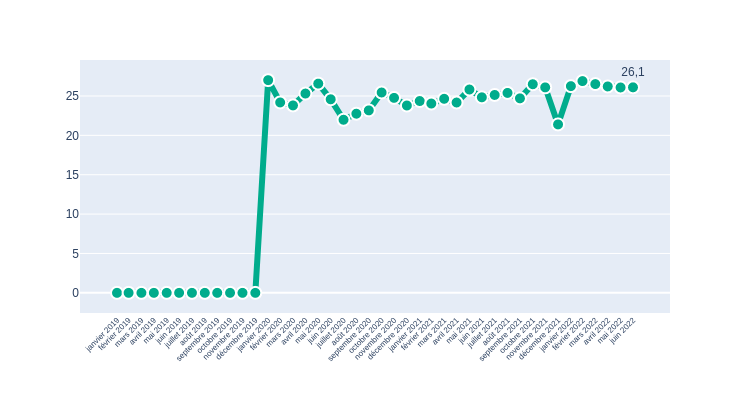 26,1
25
20
15
10
5
0
janvier 2019
février 2019
mars 2019
avril 2019
mai 2019
juin 2019
juillet 2019
août 2019
septembre 2019
octobre 2019
novembre 2019
décembre 2019
janvier 2020
février 2020
mars 2020
avril 2020
mai 2020
juin 2020
juillet 2020
août 2020
septembre 2020
octobre 2020
novembre 2020
décembre 2020
janvier 2021
février 2021
mars 2021
avril 2021
mai 2021
juin 2021
juillet 2021
août 2021
septembre 2021
octobre 2021
novembre 2021
décembre 2021
janvier 2022
février 2022
mars 2022
avril 2022
mai 2022
juin 2022